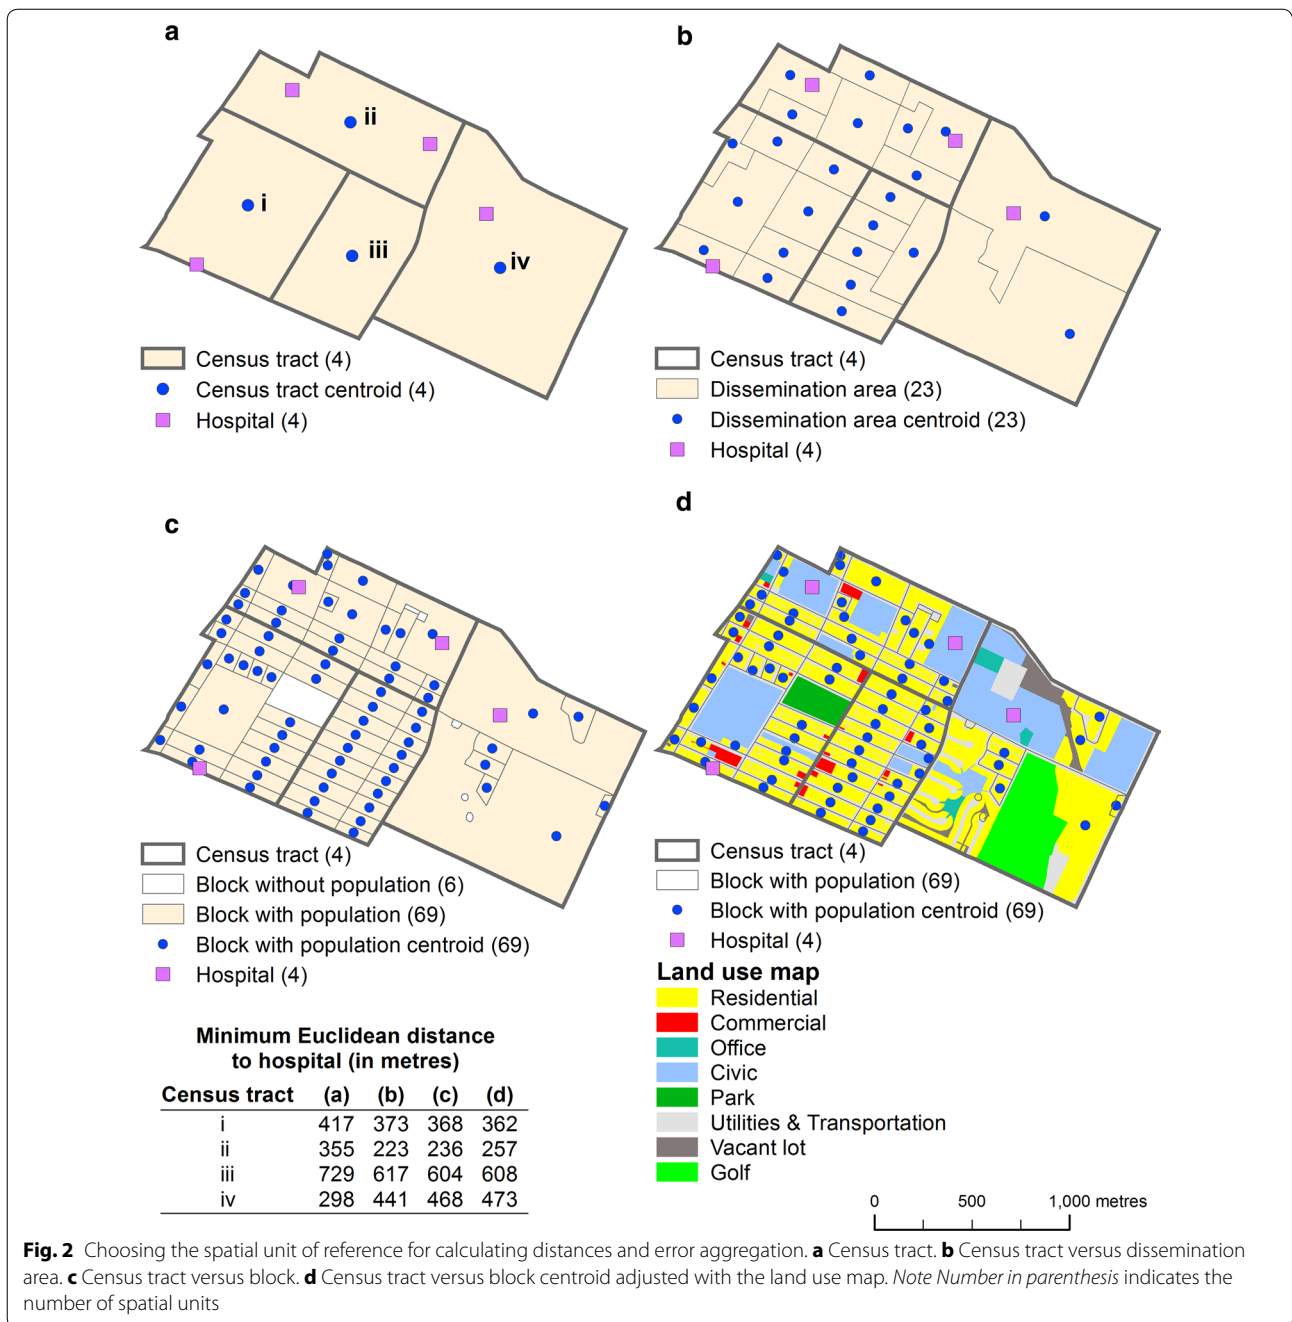 a
ii
i
iii
iv
Census tract (4)
Census tract centroid (4)
Hospital (4)
b
Census tract (4)
Dissemination area (23)
Dissemination area centroid (23)
Hospital (4)
c
Census tract (4)
Block without population (6)
Block with population (69)
Block with population centroid (69)
Hospital (4)
d
Census tract (4)
Block with population (69)
Block with population centroid (69)
Hospital (4)
Land use map
Residential
Commercial
Office
Civic
Park
Utilities & Transportation
Vacant lot
Golf
Minimum Euclidean distance
to hospital (in metres)
Census tract (a) (b) (c) (d)
i 417 373 368 362
ii 355 223 236 257
iii 729 617 604 608
iv 298 441 468 473
0 500 1,000 metres
Fig. 2 Choosing the spatial unit of reference for calculating distances and error aggregation. a Census tract. b Census tract versus dissemination
area. c Census tract versus block. d Census tract versus block centroid adjusted with the land use map. Note Number in parenthesis indicates the
number of spatial units